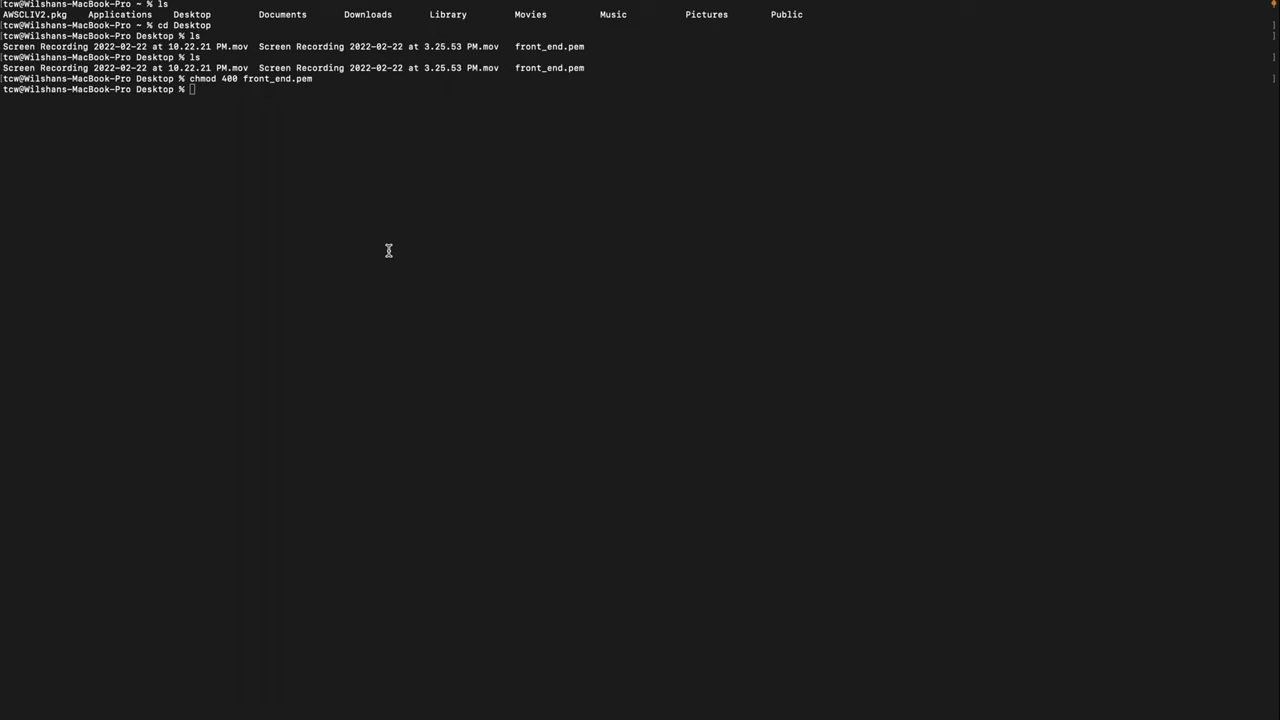 tcw@Wilshans-MacBook-Pro ~ % ls
AWSCLIV2.pkg Applications Desktop Documents Downloads Library Movies Music Pictures Public
[tcw@Wilshans-MacBook-Pro ~ % cd Desktop ]
[tcw@Wilshans-MacBook-Pro Desktop % ls ]
Screen Recording 2022-02-22 at 10.22.21 PM.mov Screen Recording 2022-02-22 at 3.25.53 PM.mov front_end.pem
[tcw@Wilshans-MacBook-Pro Desktop % ls ]
Screen Recording 2022-02-22 at 10.22.21 PM.mov Screen Recording 2022-02-22 at 3.25.53 PM.mov front_end.pem
[tcw@Wilshans-MacBook-Pro Desktop % chmod 400 front_end.pem ]
tcw@Wilshans-MacBook-Pro Desktop %